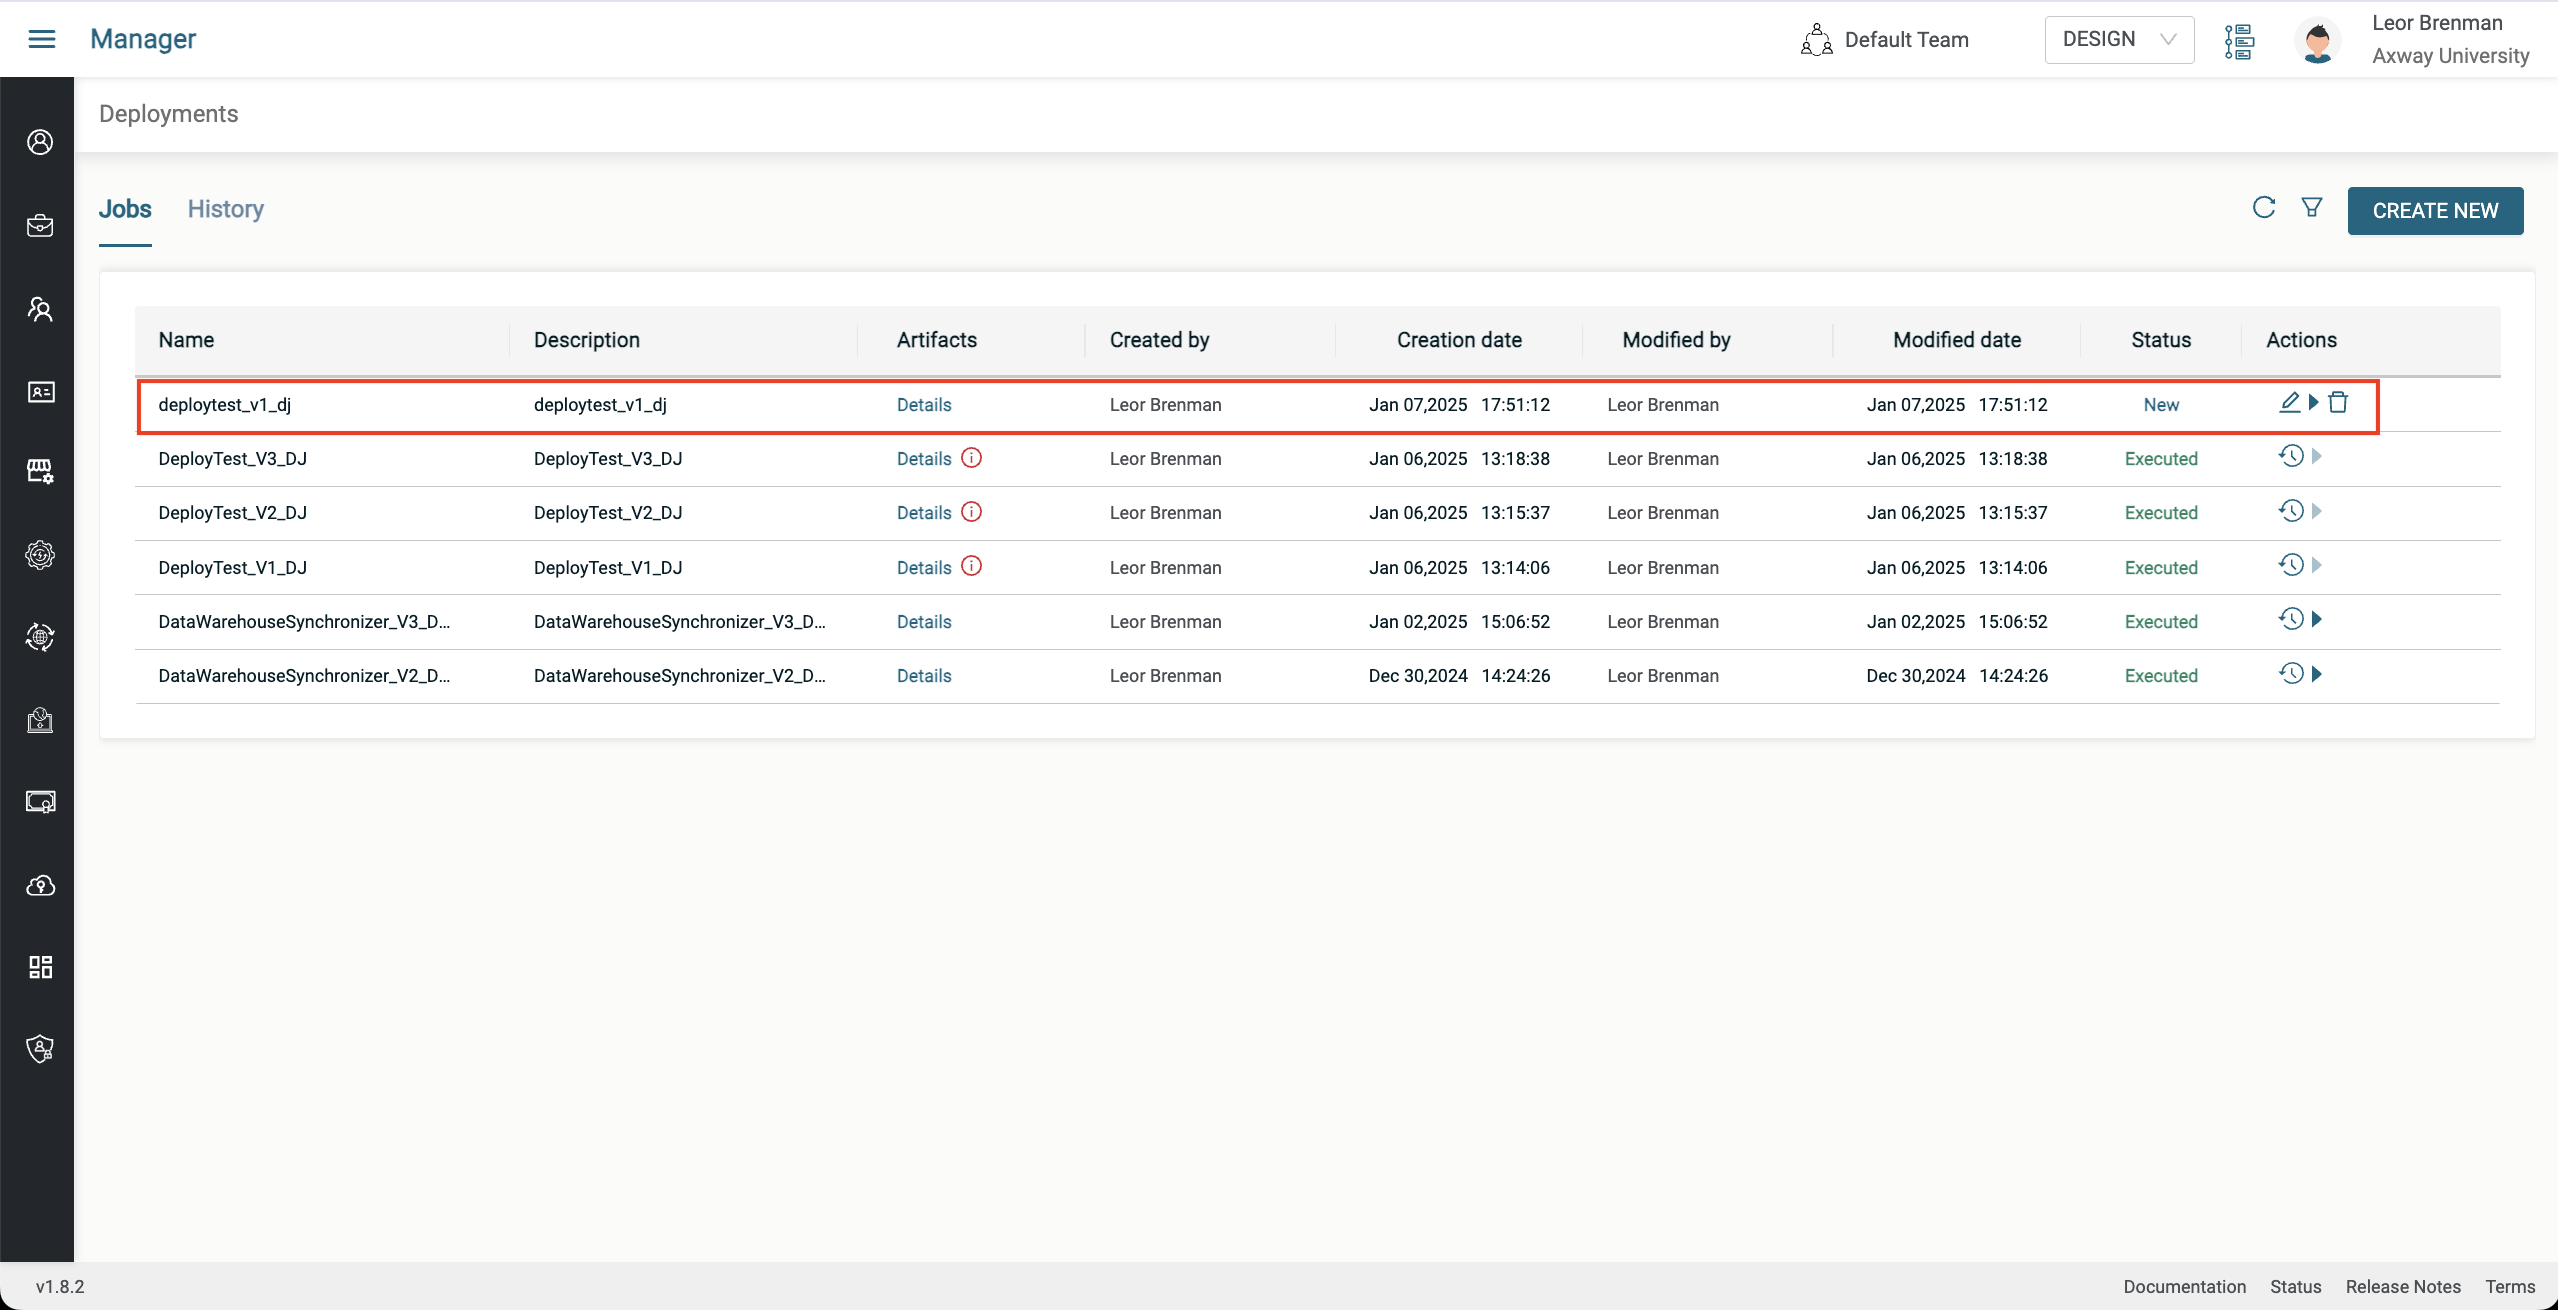 Manager
Default Team
DESIGN
Leor Brenman
Axway University
Deployments
Jobs History
CREATE NEW
Name Description Artifacts Created by Creation date Modified by Modified date Status Actions
deploytest_v1_dj deploytest_v1_dj Details Leor Brenman Jan 07,2025 17:51:12 Leor Brenman Jan 07,2025 17:51:12 New
DeployTest_V3_DJ DeployTest_V3_DJ Details Leor Brenman Jan 06,2025 13:18:38 Leor Brenman Jan 06,2025 13:18:38 Executed
DeployTest_V2_DJ DeployTest_V2_DJ Details Leor Brenman Jan 06,2025 13:15:37 Leor Brenman Jan 06,2025 13:15:37 Executed
DeployTest_V1_DJ DeployTest_V1_DJ Details Leor Brenman Jan 06,2025 13:14:06 Leor Brenman Jan 06,2025 13:14:06 Executed
DataWarehouseSynchronizer_V3_D... DataWarehouseSynchronizer_V3_D... Details Leor Brenman Jan 02,2025 15:06:52 Leor Brenman Jan 02,2025 15:06:52 Executed
DataWarehouseSynchronizer_V2_D... DataWarehouseSynchronizer_V2_D... Details Leor Brenman Dec 30,2024 14:24:26 Leor Brenman Dec 30,2024 14:24:26 Executed
v1.8.2 Documentation Status Release Notes Terms